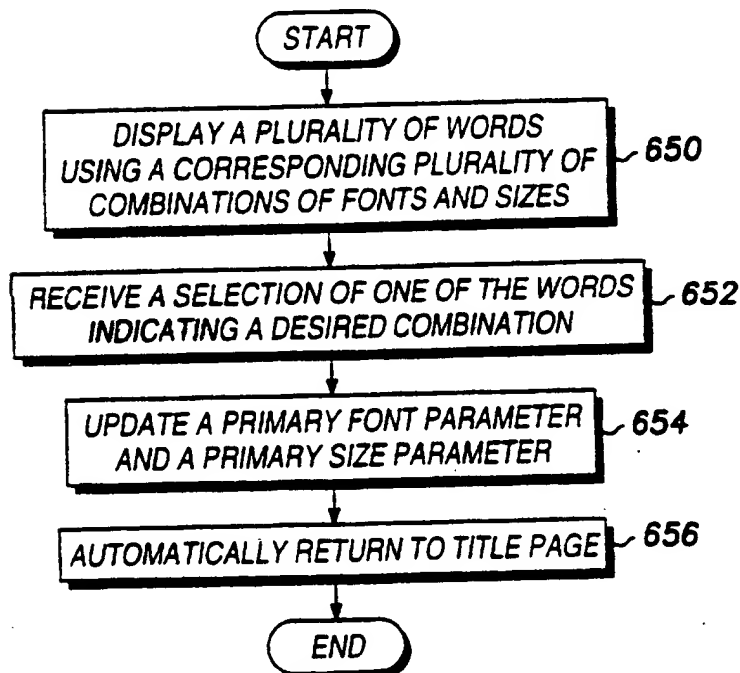 START
DISPLAY A PLURALITY OF WORDS
USING A CORRESPONDING PLURALITY OF
COMBINATIONS OF FONTS AND SIZES
650
RECEIVE A SELECTION OF ONE OF THE WORDS
INDICATING A DESIRED COMBINATION
652
UPDATE A PRIMARY FONT PARAMETER
AND A PRIMARY SIZE PARAMETER
654
AUTOMATICALLY RETURN TO TITLE PAGE
656
END